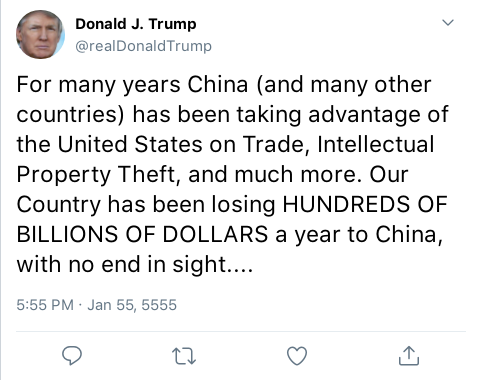 Donald J. Trump
@realDonaldTrump
For many years China (and many other
countries) has been taking advantage of
the United States on Trade, Intellectual
Property Theft, and much more. Our
Country has been losing HUNDREDS OF
BILLIONS OF DOLLARS a year to China,
with no end in sight....
5:55 PM · Jan 55, 5555